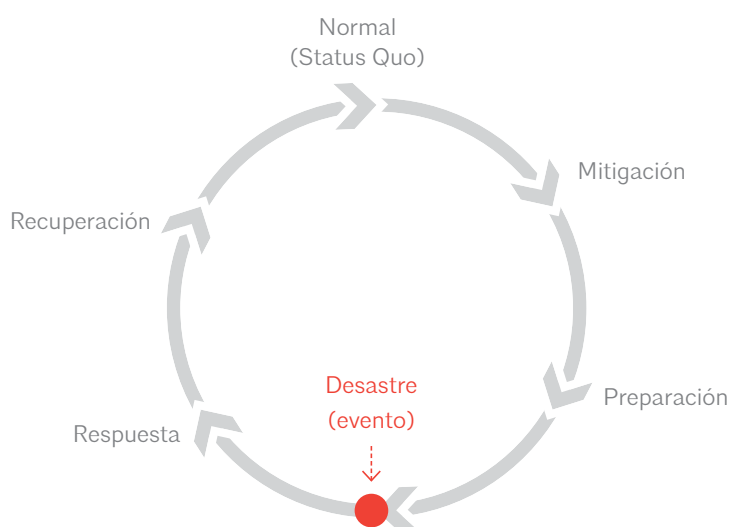 Normal
(Status Quo)
Mitigación
Recuperación
Desastre
(evento)
Preparación
Respuesta